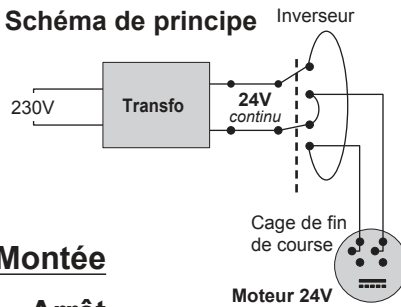 Schéma de principe
Inverseur
230V
Transfo
24V
continu
Cage de fin
de course
Montée
Arrêt
Moteur 24V